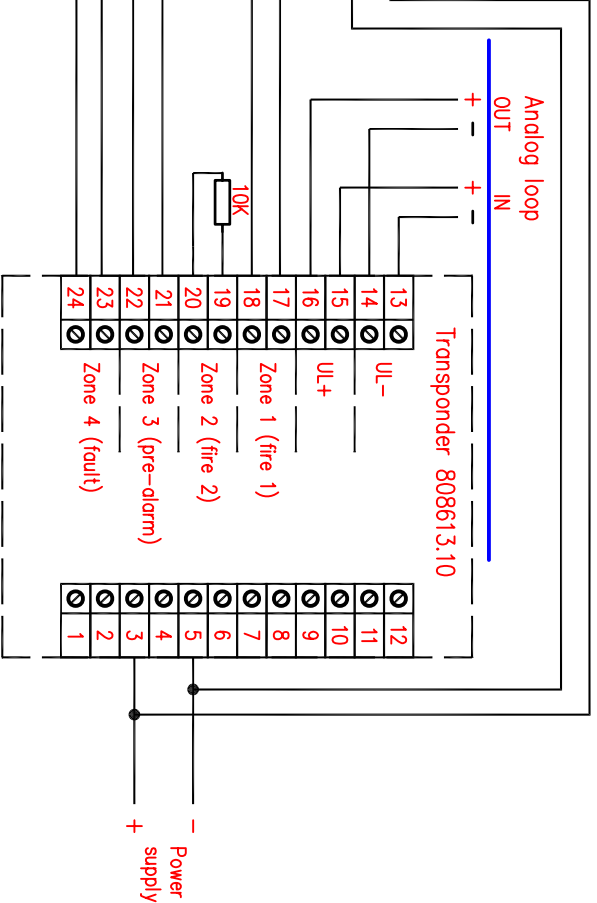 Analog loop
OUT IN
+ − + −
Transponder 808613.10
13 12
14 UL− 11
15 10
16 UL+ 9
17 8
18 Zone 1 (fire 1) 7
10K
19 6
20 Zone 2 (fire 2) 5 −
21 4
Power
supply
22 Zone 3 (pre−alarm) 3 +
23 2
24 Zone 4 (fault) 1